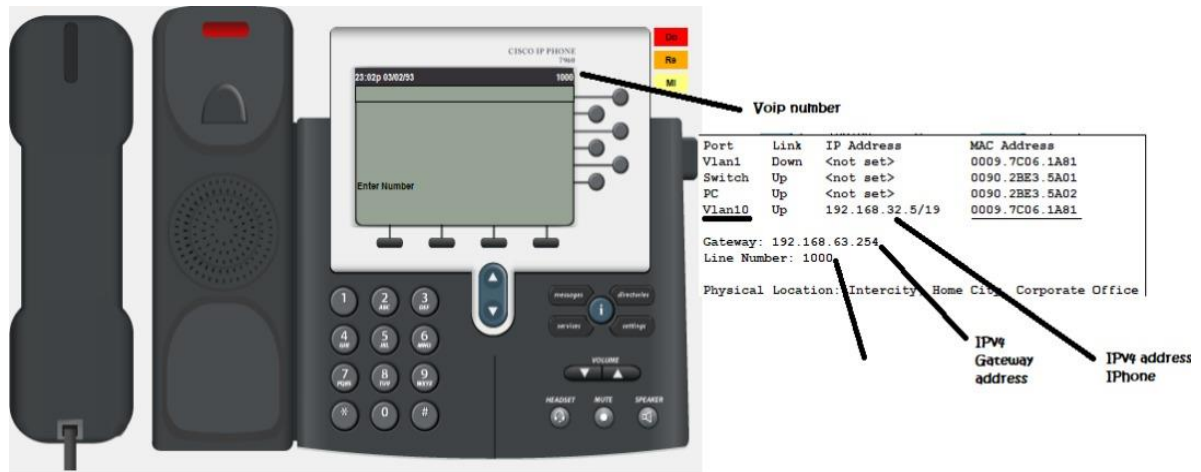 CISCO IP PHONE
7960
23:02p 03/02/93 1000
Enter Number
Do
Re
MI
Voip number
Port Link IP Address MAC Address
Vlan1 Down <not set> 0009.7C06.1A81
Switch Up <not set> 0090.2BE3.5A01
PC Up <not set> 0090.2BE3.5A02
Vlan10 Up 192.168.32.5/19 0009.7C06.1A81
Gateway: 192.168.63.254
Line Number: 1000
Physical Location: Intercity, Home City, Corporate Office
IPv4
Gateway
address
IPv4 address
IPhone
1 2 ABC 3 DEF
4 GHI 5 JKL 6 MNO
7 PQRS 8 TUV 9 WXYZ
* 0 #
messages directories
i
services settings
VOLUME
HEADSET MUTE SPEAKER